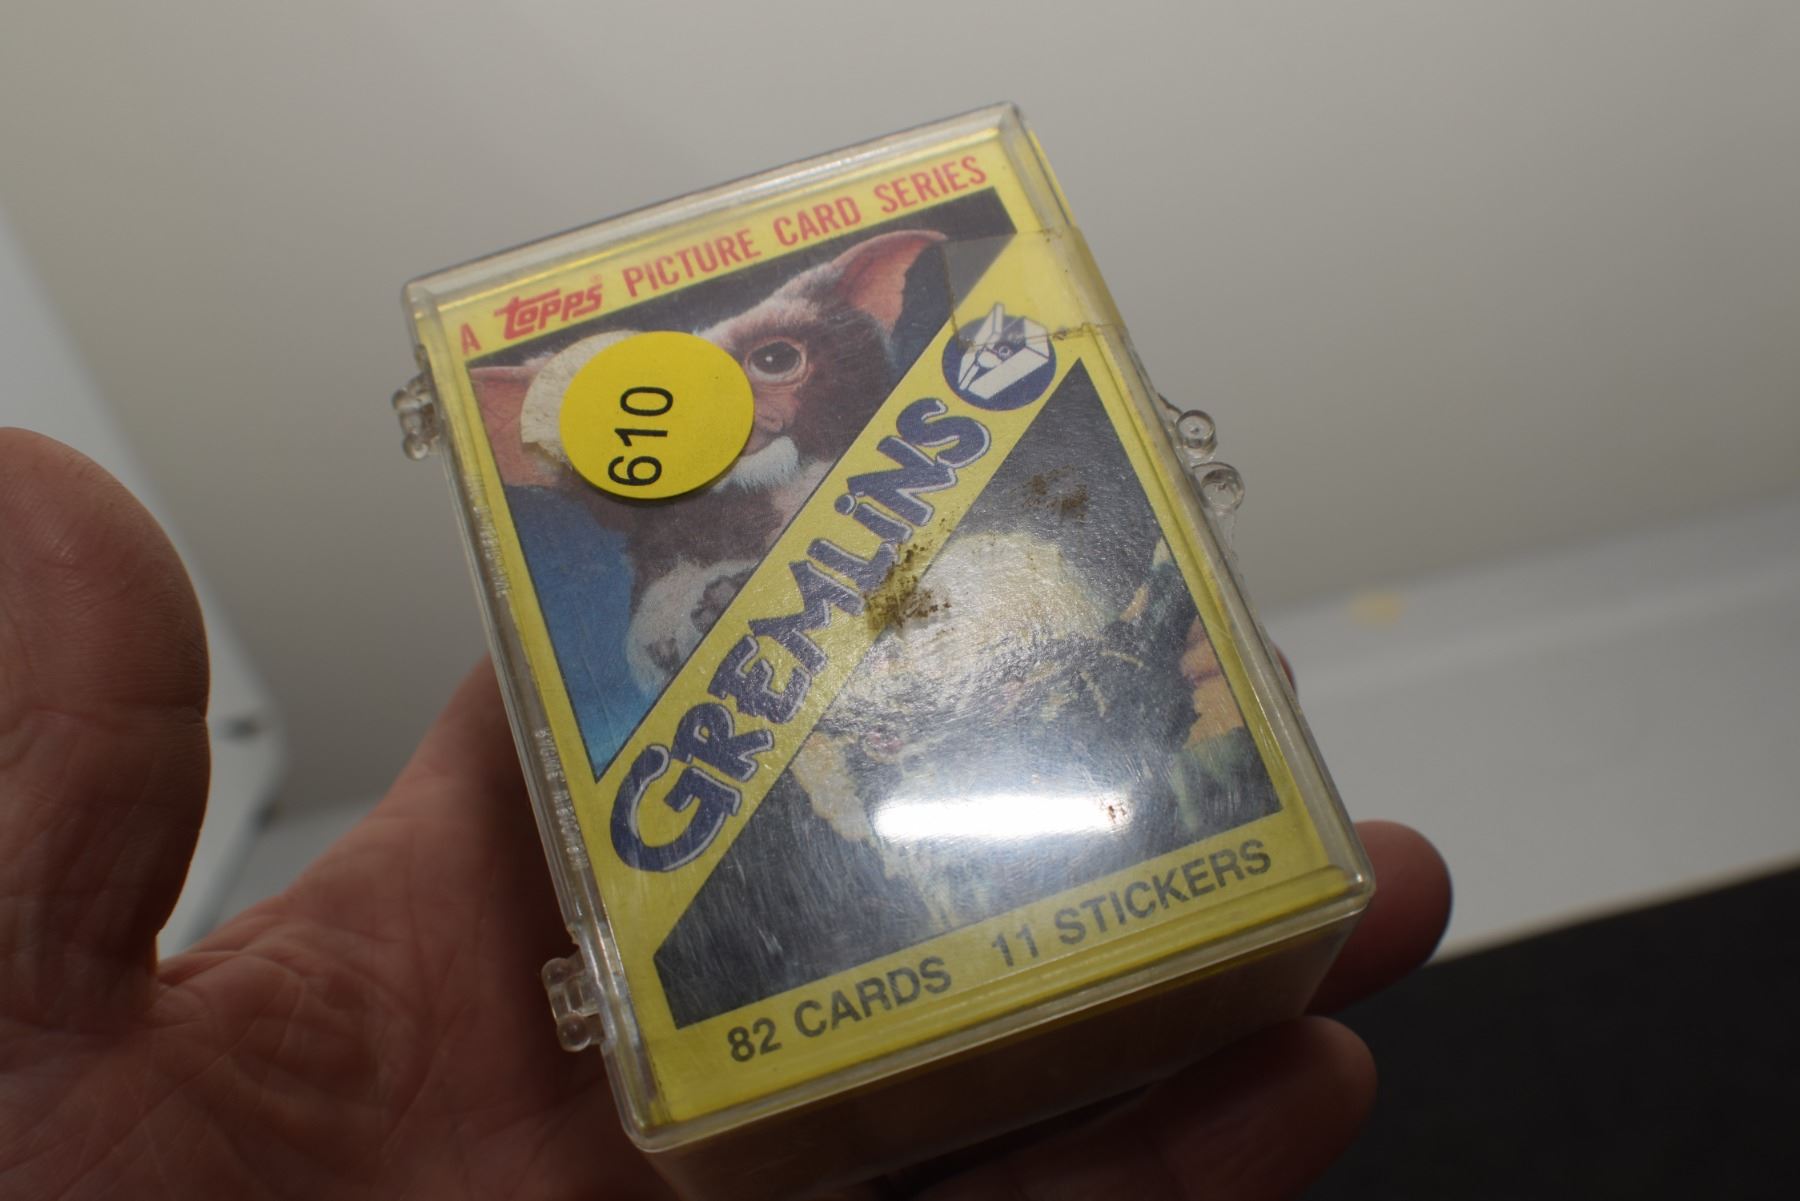 A Topps® PICTURE CARD SERIES
610
GREMLINS
82 CARDS 11 STICKERS